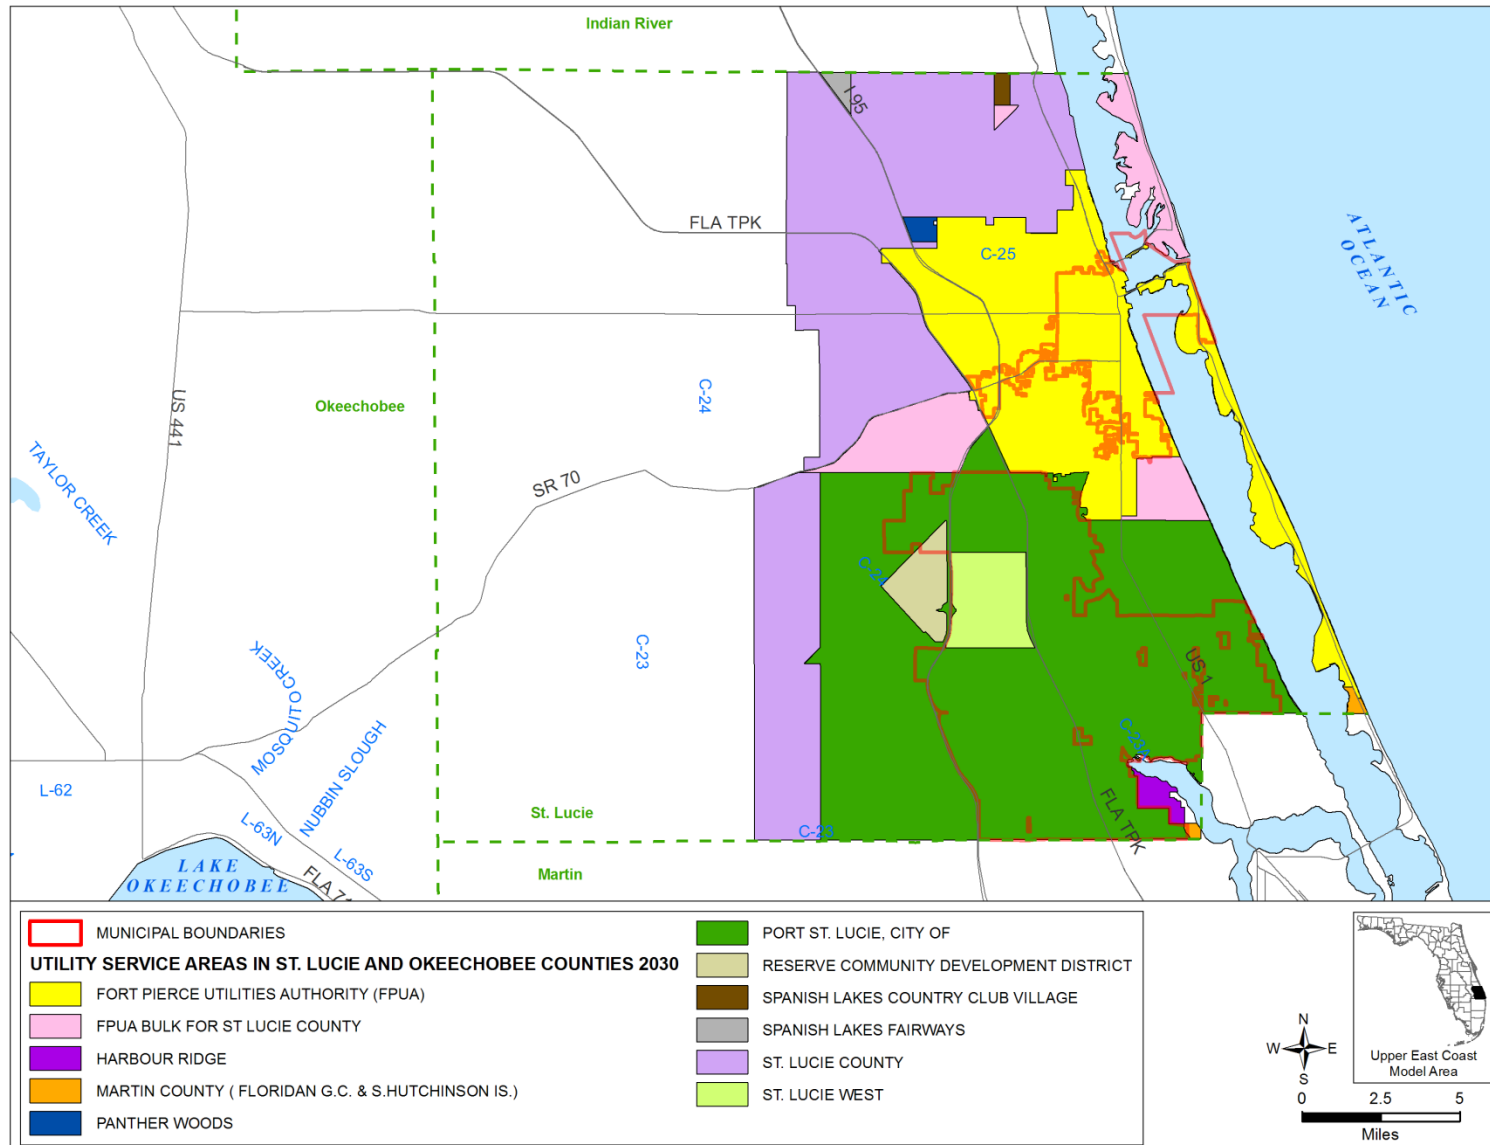 Indian River
I 95
FLA TPK
C-25
ATLANTIC
OCEAN
US 441
Okeechobee
C-24
TAYLOR CREEK
SR 70
C-24
C-23
MOSQUITO CREEK
NUBBIN SLOUGH
US 1
C-23A
L-62
L-63N
L-63S
St. Lucie
C-23
FLA TPK
LAKE
OKEECHOBEE
FLA 71
Martin
MUNICIPAL BOUNDARIES
UTILITY SERVICE AREAS IN ST. LUCIE AND OKEECHOBEE COUNTIES 2030
FORT PIERCE UTILITIES AUTHORITY (FPUA)
FPUA BULK FOR ST LUCIE COUNTY
HARBOUR RIDGE
MARTIN COUNTY ( FLORIDAN G.C. & S.HUTCHINSON IS.)
PANTHER WOODS
PORT ST. LUCIE, CITY OF
RESERVE COMMUNITY DEVELOPMENT DISTRICT
SPANISH LAKES COUNTRY CLUB VILLAGE
SPANISH LAKES FAIRWAYS
ST. LUCIE COUNTY
ST. LUCIE WEST
N
W E
S
Upper East Coast
Model Area
0 2.5 5
Miles